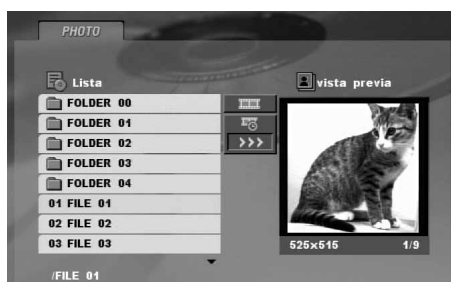 PHOTO
Lista
FOLDER 00
FOLDER 01
FOLDER 02
FOLDER 03
FOLDER 04
01 FILE 01
02 FILE 02
03 FILE 03
/FILE 01
>>>
vista previa
525x515 1/9